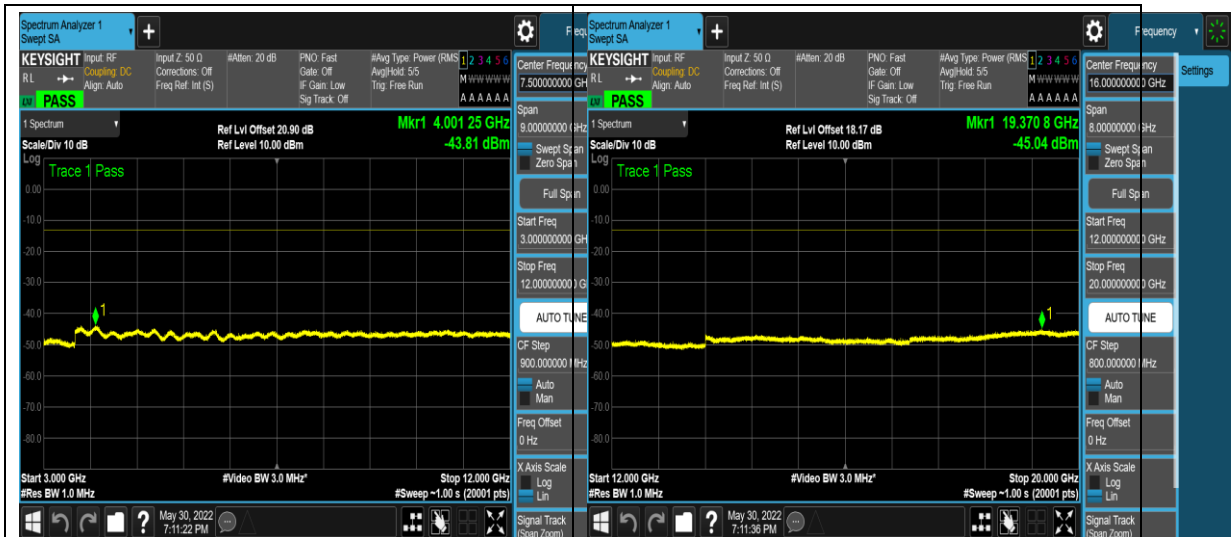 Spectrum Analyzer 1
Swept SA
+
KEYSIGHT
RL
Input: RF
Coupling: DC
Align: Auto
Input Z: 50 Ω
Corrections: Off
Freq Ref: Int (S)
#Atten: 20 dB
PNO: Fast
Gate: Off
IF Gain: Low
Sig Track: Off
#Avg Type: Power (RMS
Avg|Hold: 5/5
Trig: Free Run
1 2 3 4 5 6
M W W W W W
A A A A A A
PASS
1 Spectrum
Scale/Div 10 dB
Ref Lvl Offset 20.90 dB
Ref Level 10.00 dBm
Mkr1 4.001 25 GHz
-43.81 dBm
Log
Trace 1 Pass
0.00
-10.0
-20.0
-30.0
-40.0
-50.0
-60.0
-70.0
-80.0
1
Start 3.000 GHz
#Res BW 1.0 MHz
#Video BW 3.0 MHz*
Stop 12.000 GHz
#Sweep ~1.00 s (20001 pts)
?
May 30, 2022
7:11:22 PM
Center Frequency
7.500000000 GH
Span
9.00000000 GHz
Swept Span
Zero Span
Full Span
Start Freq
3.000000000 GH
Stop Freq
12.000000000 G
AUTO TUNE
CF Step
900.000000 MHz
Auto
Man
Freq Offset
0 Hz
X Axis Scale
Log
Lin
Signal Track
(Span Zoom)
Spectrum Analyzer 1
Swept SA
+
KEYSIGHT
RL
Input: RF
Coupling: DC
Align: Auto
Input Z: 50 Ω
Corrections: Off
Freq Ref: Int (S)
#Atten: 20 dB
PNO: Fast
Gate: Off
IF Gain: Low
Sig Track: Off
#Avg Type: Power (RMS
Avg|Hold: 5/5
Trig: Free Run
1 2 3 4 5 6
M W W W W W
A A A A A A
PASS
1 Spectrum
Scale/Div 10 dB
Ref Lvl Offset 18.17 dB
Ref Level 10.00 dBm
Mkr1 19.370 8 GHz
-45.04 dBm
Log
Trace 1 Pass
0.00
-10.0
-20.0
-30.0
-40.0
-50.0
-60.0
-70.0
-80.0
1
Start 12.000 GHz
#Res BW 1.0 MHz
#Video BW 3.0 MHz*
Stop 20.000 GHz
#Sweep ~1.00 s (20001 pts)
?
May 30, 2022
7:11:36 PM
Frequency
Settings
Center Frequency
16.000000000 GHz
Span
8.00000000 GHz
Swept Span
Zero Span
Full Span
Start Freq
12.000000000 GHz
Stop Freq
20.000000000 GHz
AUTO TUNE
CF Step
800.000000 MHz
Auto
Man
Freq Offset
0 Hz
X Axis Scale
Log
Lin
Signal Track
(Span Zoom)